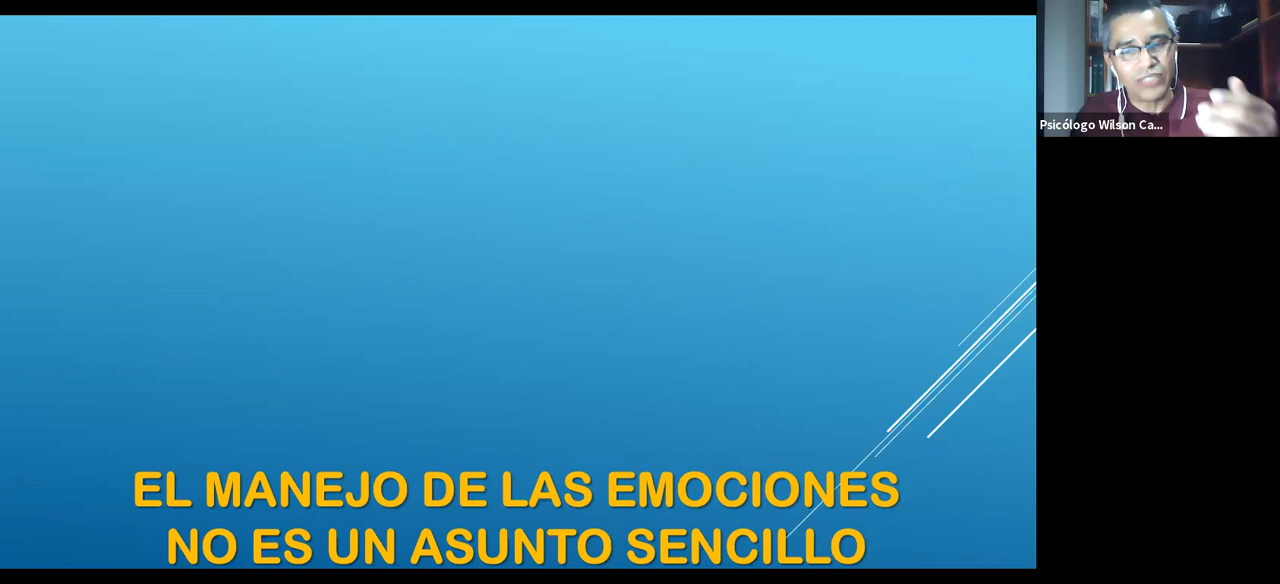 Psicólogo Wilson Ca...
EL MANEJO DE LAS EMOCIONES
NO ES UN ASUNTO SENCILLO